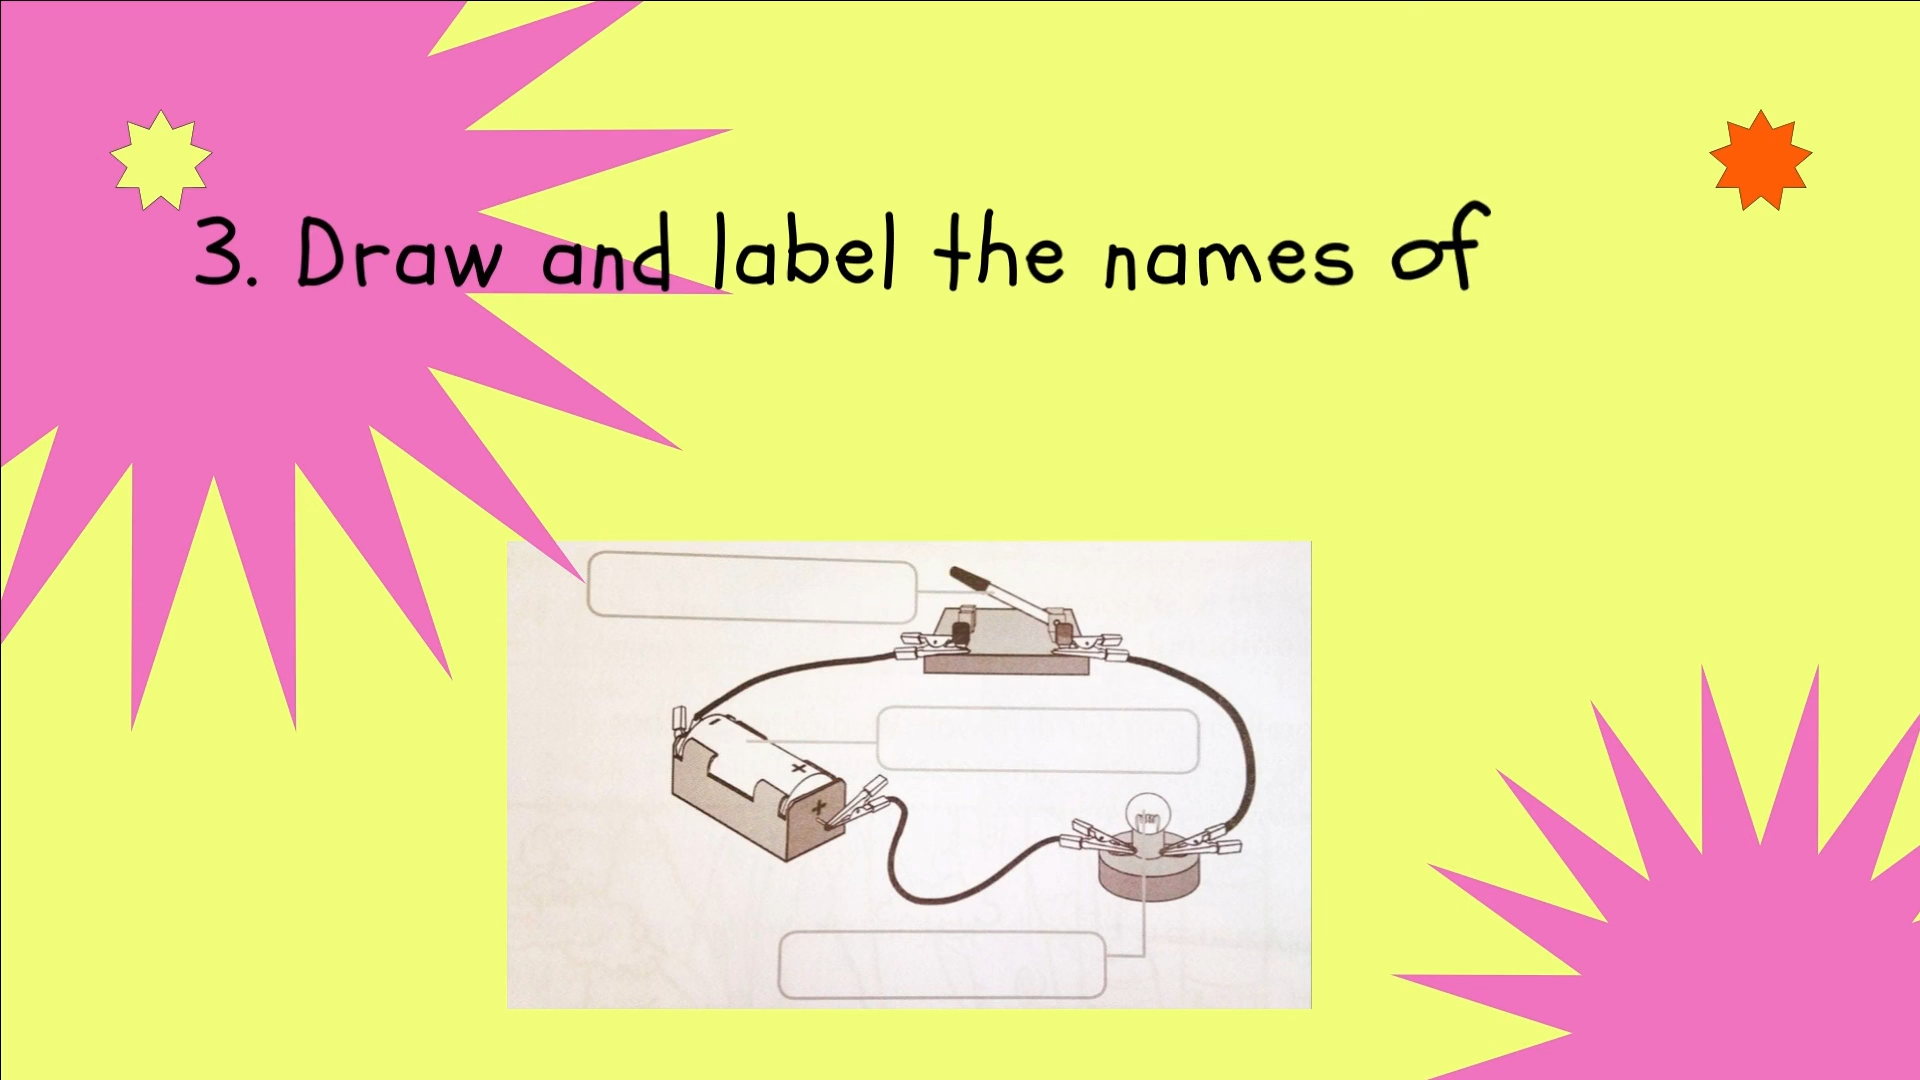 3. Draw and label the names of
-
+
+